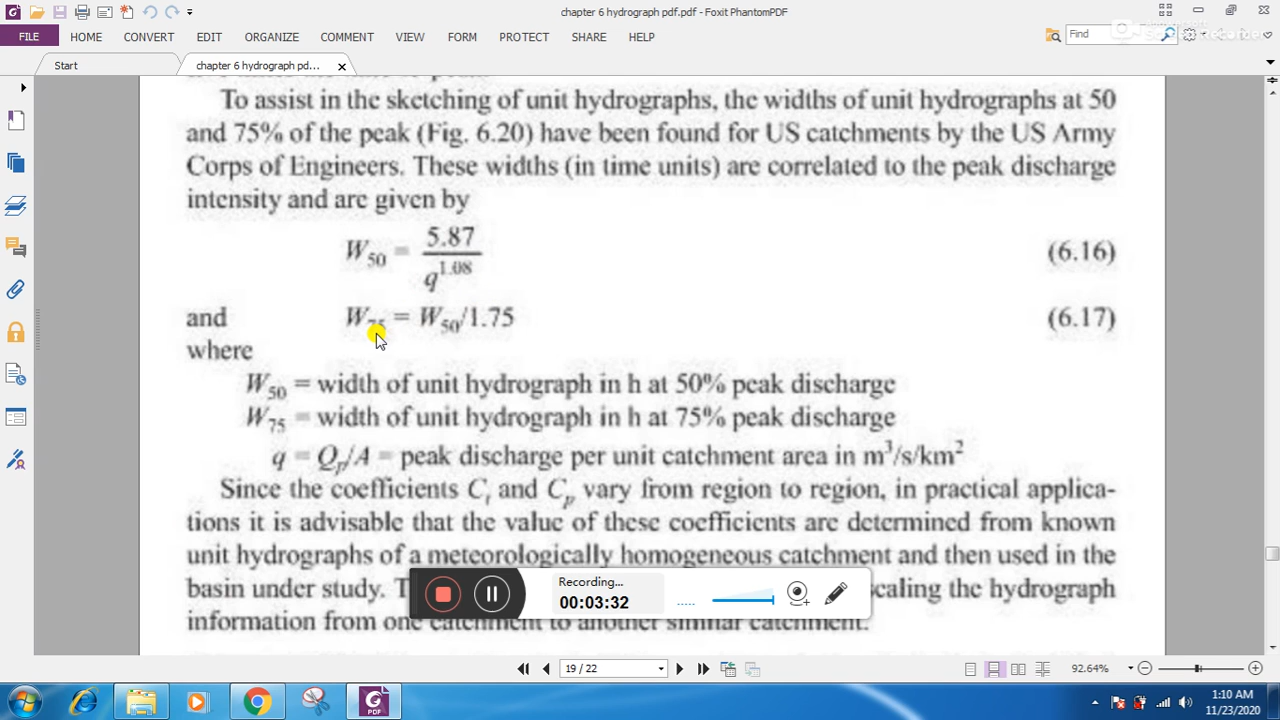 chapter 6 hydrograph pdf.pdf - Foxit PhantomPDF
FILE HOME CONVERT EDIT ORGANIZE COMMENT VIEW FORM PROTECT SHARE HELP
Find
Start
chapter 6 hydrograph pd...
To assist in the sketching of unit hydrographs, the widths of unit hydrographs at 50
and 75% of the peak (Fig. 6.20) have been found for US catchments by the US Army
Corps of Engineers. These widths (in time units) are correlated to the peak discharge
intensity and are given by
W50 = 5.87 / q^1.08 (6.16)
and W75 = W50/1.75 (6.17)
where
W50 = width of unit hydrograph in h at 50% peak discharge
W75 = width of unit hydrograph in h at 75% peak discharge
q = Qp/A = peak discharge per unit catchment area in m³/s/km²
Since the coefficients Ct and Cp vary from region to region, in practical applica-
tions it is advisable that the value of these coefficients are determined from known
unit hydrographs of a meteorologically homogeneous catchment and then used in the
basin under study. scaling the hydrograph
information from one catchment to another similar catchment.
Recording...
00:03:32
19 / 22
92.64%
1:10 AM
11/23/2020